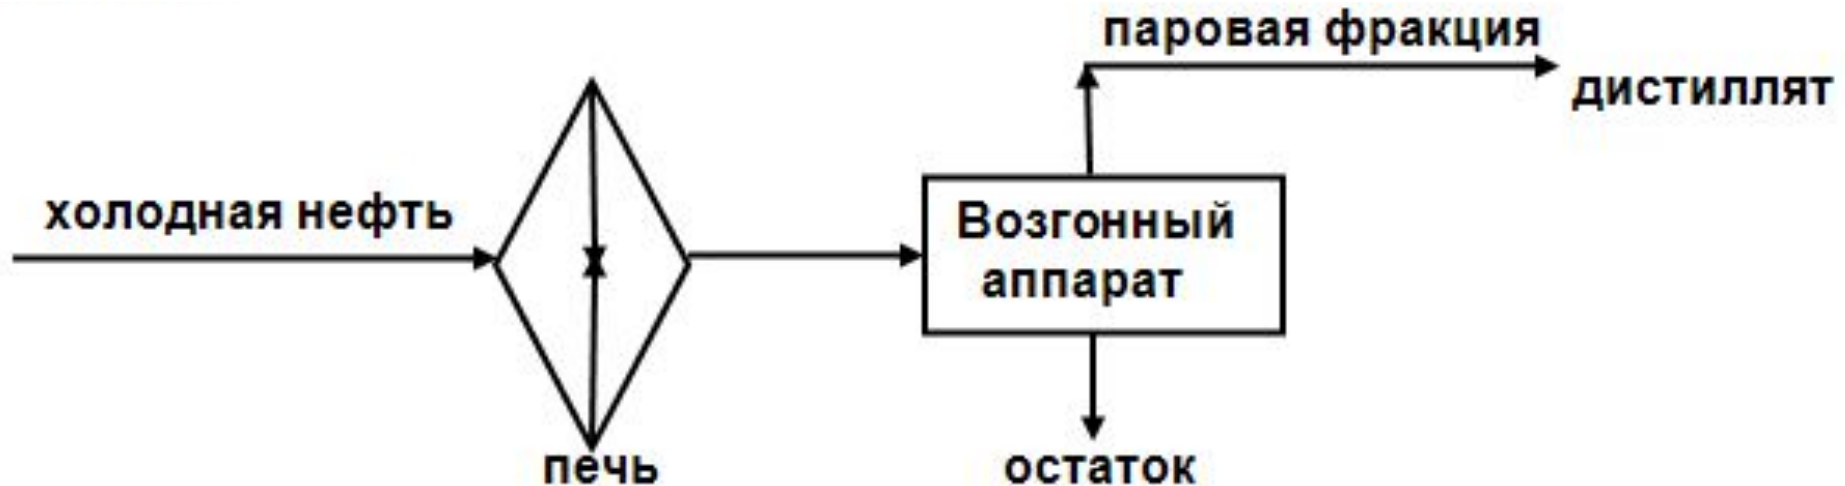 паровая фракция
дистиллят
холодная нефть
Возгонный
аппарат
печь
остаток